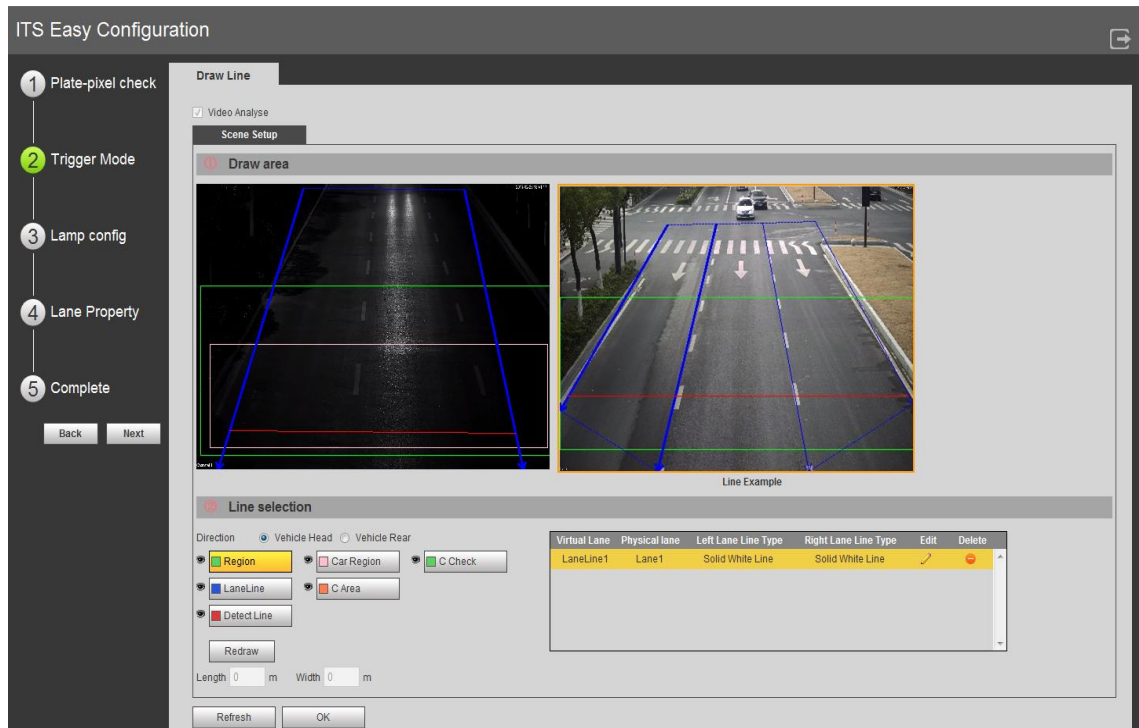 ITS Easy Configuration
1 Plate-pixel check
2 Trigger Mode
3 Lamp config
4 Lane Property
5 Complete
Back Next
Draw Line
Video Analyse
Scene Setup
① Draw area
Line Example
② Line selection
Direction Vehicle Head Vehicle Rear
Region Car Region C Check
LaneLine C Area
Detect Line
Redraw
Length 0 m Width 0 m
Virtual Lane Physical lane Left Lane Line Type Right Lane Line Type Edit Delete
LaneLine1 Lane1 Solid White Line Solid White Line
Refresh OK